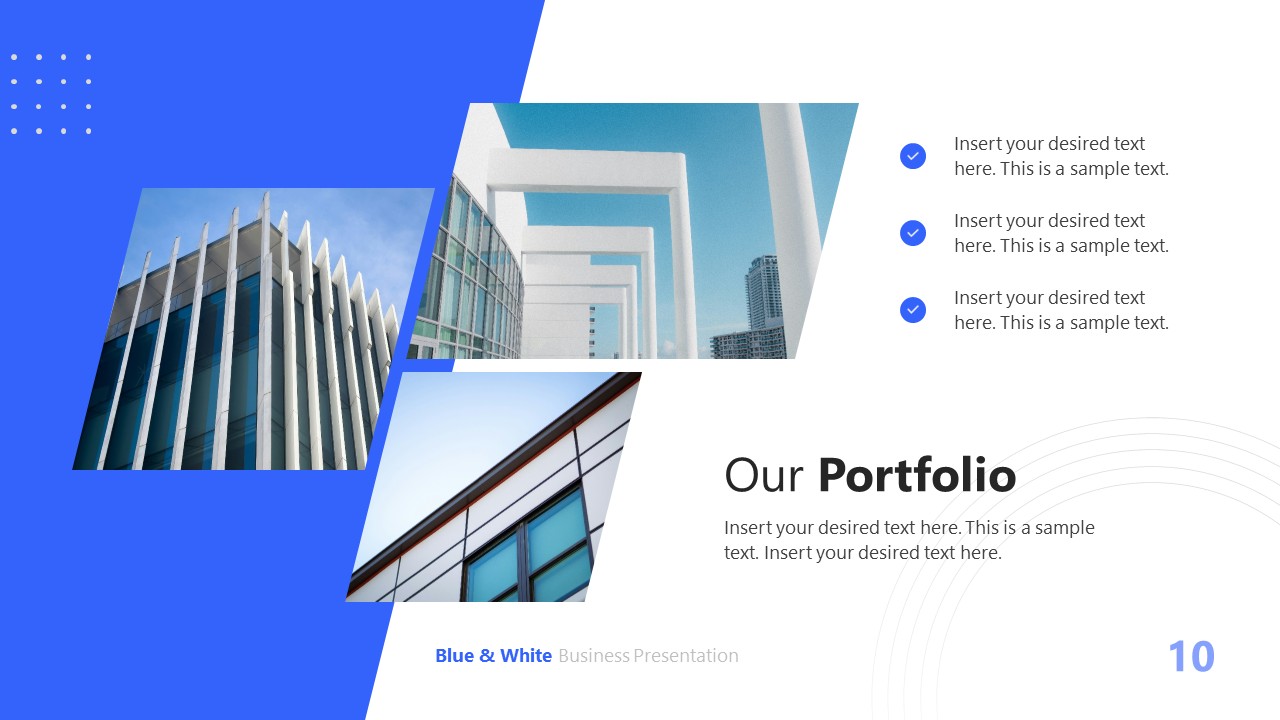 Insert your desired text
here. This is a sample text.
Insert your desired text
here. This is a sample text.
Insert your desired text
here. This is a sample text.
Our Portfolio
Insert your desired text here. This is a sample
text. Insert your desired text here.
Blue & White Business Presentation
10